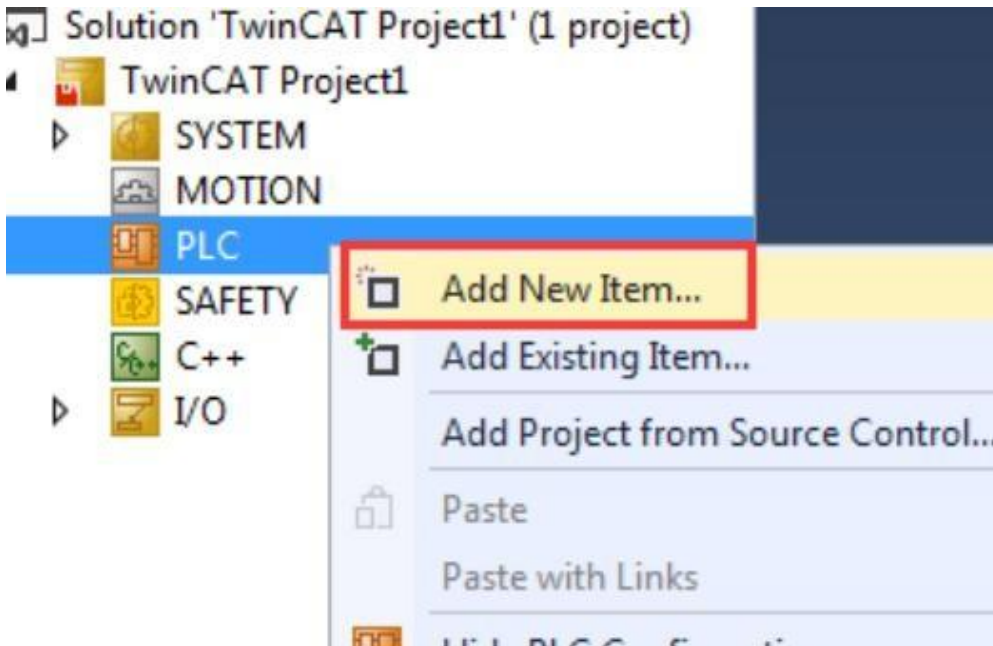 Solution 'TwinCAT Project1' (1 project)
TwinCAT Project1
SYSTEM
MOTION
PLC
SAFETY
C++
I/O
Add New Item...
Add Existing Item...
Add Project from Source Control...
Paste
Paste with Links